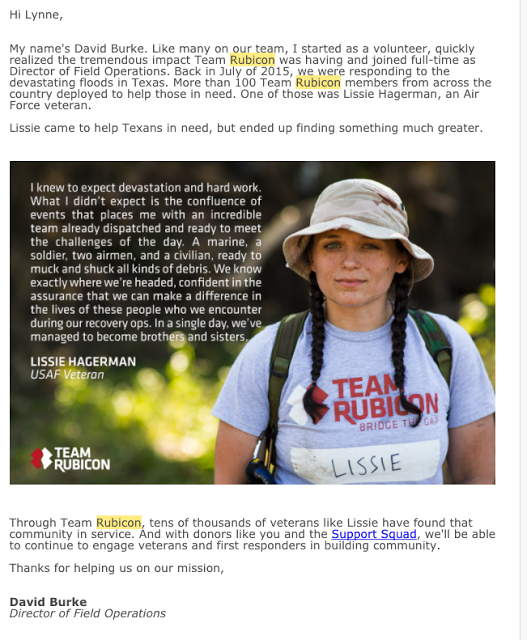 Hi Lynne,
My name's David Burke. Like many on our team, I started as a volunteer, quickly
realized the tremendous impact Team Rubicon was having and joined full-time as
Director of Field Operations. Back in July of 2015, we were responding to the
devastating floods in Texas. More than 100 Team Rubicon members from across the
country deployed to help those in need. One of those was Lissie Hagerman, an Air
Force veteran.
Lissie came to help Texans in need, but ended up finding something much greater.
I knew to expect devastation and hard work.
What I didn't expect is the confluence of
events that places me with an incredible
team already dispatched and ready to meet
the challenges of the day. A marine, a
soldier, two airmen, and a civilian, ready to
muck and shuck all kinds of debris. We know
exactly where we're headed, confident in the
assurance that we can make a difference in
the lives of these people who we encounter
during our recovery ops. In a single day, we've
managed to become brothers and sisters.
LISSIE HAGERMAN
USAF Veteran
TEAM
RUBICON
BRIDGE THE GAP
LISSIE
TEAM
RUBICON
Through Team Rubicon, tens of thousands of veterans like Lissie have found that
community in service. And with donors like you and the Support Squad, we'll be able
to continue to engage veterans and first responders in building community.
Thanks for helping us on our mission,
David Burke
Director of Field Operations